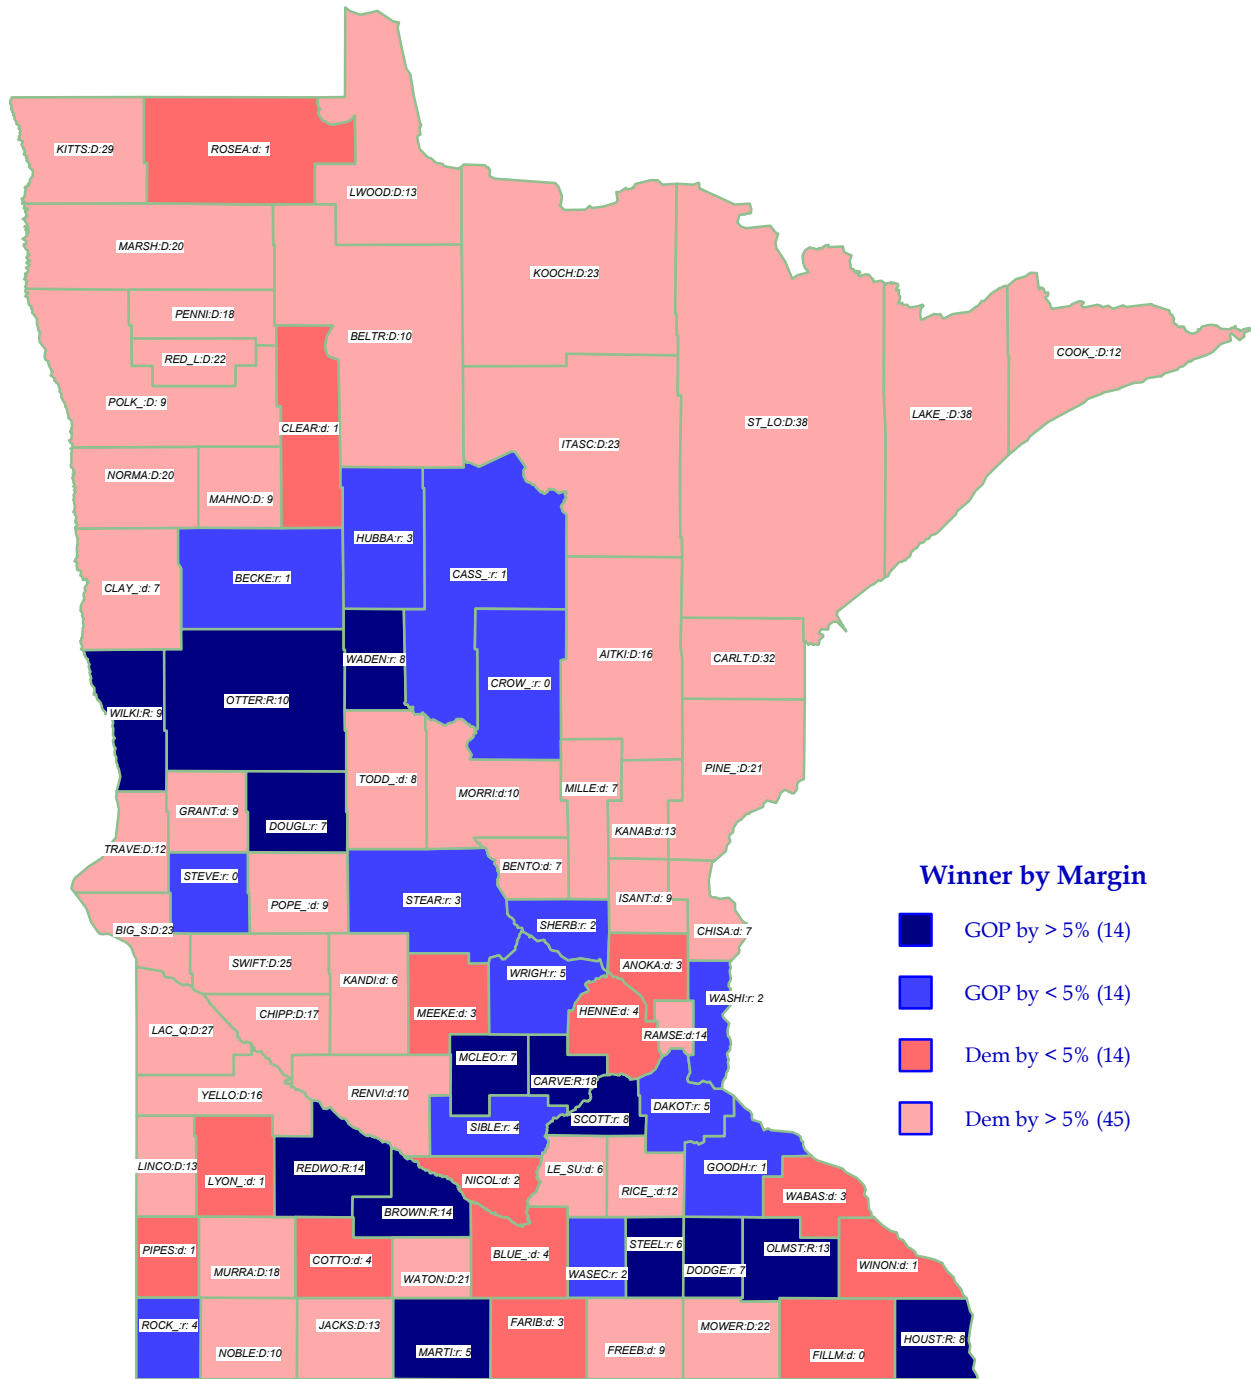 KITTS:D:29
ROSEA:d: 1
LWOOD:D:13
MARSH:D:20
KOOCH:D:23
PENNI:D:18
BELTR:D:10
RED_L:D:22
COOK_:D:12
POLK_:D: 9
CLEAR:d: 1
LAKE_:D:38
ST_LO:D:38
ITASC:D:23
NORMA:D:20
MAHNO:D: 9
HUBBA:r: 3
BECKE:r: 1
CASS_:r: 1
CLAY_:d: 7
AITKI:D:16
CARLT:D:32
WADEN:r: 8
CROW_:r: 0
OTTER:R:10
WILKI:R: 9
PINE_:D:21
TODD_:d: 8
MILLE:d: 7
MORRI:d:10
GRANT:d: 9
DOUGL:r: 7
KANAB:d:13
TRAVE:D:12
BENTO:d: 7
STEVE:r: 0
Winner by Margin
STEAR:r: 3
ISANT:d: 9
POPE_:d: 9
SHERB:r: 2
BIG_S:D:23
CHISA:d: 7
GOP by > 5% (14)
SWIFT:D:25
ANOKA:d: 3
WRIGH:r: 5
KANDI:d: 6
WASHI:r: 2
GOP by < 5% (14)
CHIPP:D:17
MEEKE:d: 3
HENNE:d: 4
LAC_Q:D:27
RAMSE:d:14
MCLEO:r: 7
Dem by < 5% (14)
CARVE:R:18
RENVI:d:10
YELLO:D:16
DAKOT:r: 5
SCOTT:r: 8
Dem by > 5% (45)
SIBLE:r: 4
LINCO:D:13
REDWO:R:14
LE_SU:d: 6
GOODH:r: 1
LYON_:d: 1
NICOL:d: 2
RICE_:d:12
WABAS:d: 3
BROWN:R:14
STEEL:r: 6
PIPES:d: 1
OLMST:R:13
BLUE_:d: 4
COTTO:d: 4
WINON:d: 1
MURRA:D:18
DODGE:r: 7
WASEC:r: 2
WATON:D:21
ROCK_:r: 4
JACKS:D:13
FARIB:d: 3
MOWER:D:22
HOUST:R: 8
NOBLE:D:10
MARTI:r: 5
FREEB:d: 9
FILLM:d: 0